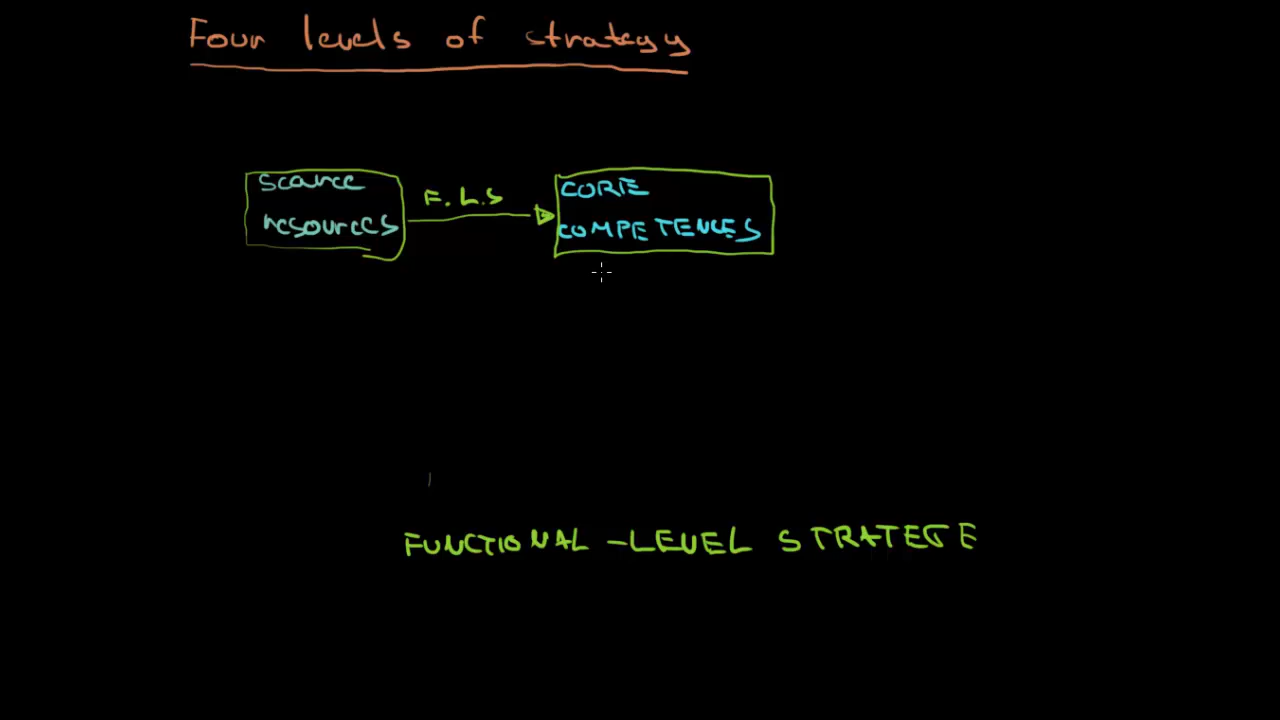 Four levels of strategy
scarce
resources
F.L.S
CORE
COMPETENCES
FUNCTIONAL-LEVEL STRATEGE